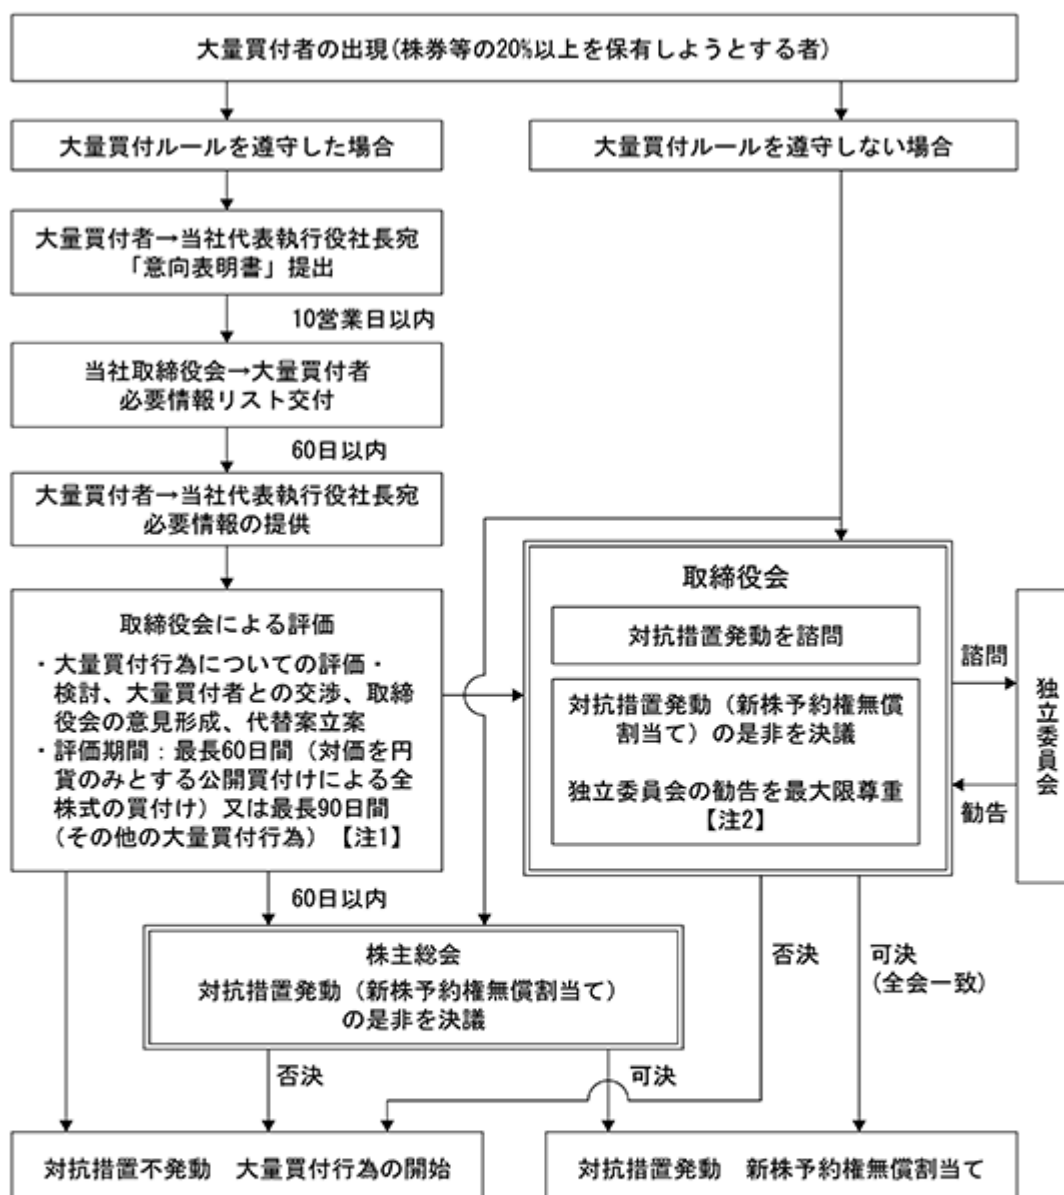 大量買付者の出現(株券等の20%以上を保有しようとする者)
大量買付ルールを遵守した場合
大量買付ルールを遵守しない場合
大量買付者→当社代表執行役社長宛
「意向表明書」提出
10営業日以内
当社取締役会→大量買付者
必要情報リスト交付
60日以内
大量買付者→当社代表執行役社長宛
必要情報の提供
取締役会による評価
・大量買付行為についての評価・
検討、大量買付者との交渉、取締
役会の意見形成、代替案立案
・評価期間：最長60日間（対価を円
貨のみとする公開買付けによる全
株式の買付け）又は最長90日間
（その他の大量買付行為）【注1】
取締役会
対抗措置発動を諮問
対抗措置発動（新株予約権無償
割当て）の是非を決議
独立委員会の勧告を最大限尊重
【注2】
諮問
勧告
独立委員会
60日以内
株主総会
対抗措置発動（新株予約権無償割当て）
の是非を決議
否決
可決
(全会一致)
否決
可決
対抗措置不発動　大量買付行為の開始
対抗措置発動　新株予約権無償割当て